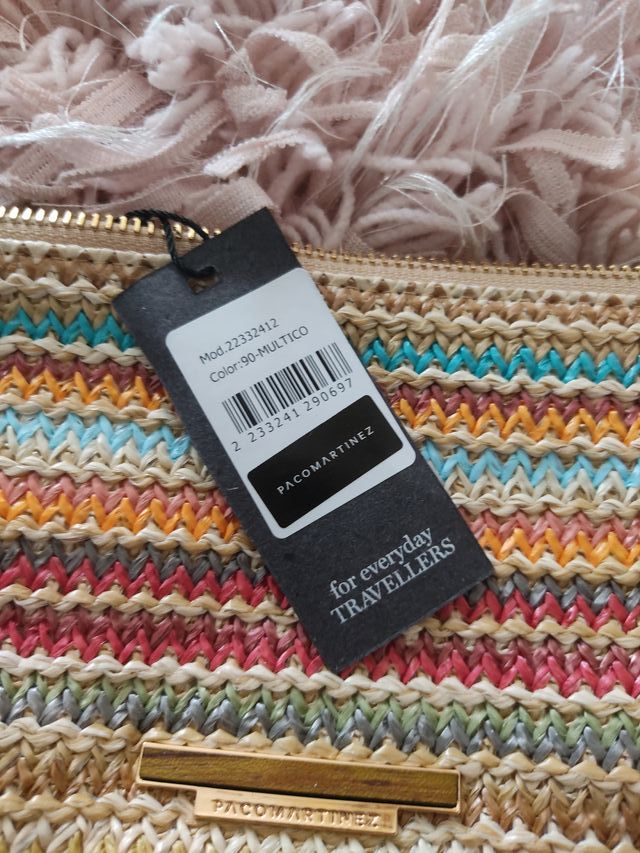 Mod.22332412
Color:90-MULTICO
2 233241 290697
PACOMARTINEZ
for everyday
TRAVELLERS
PACOMARTINEZ